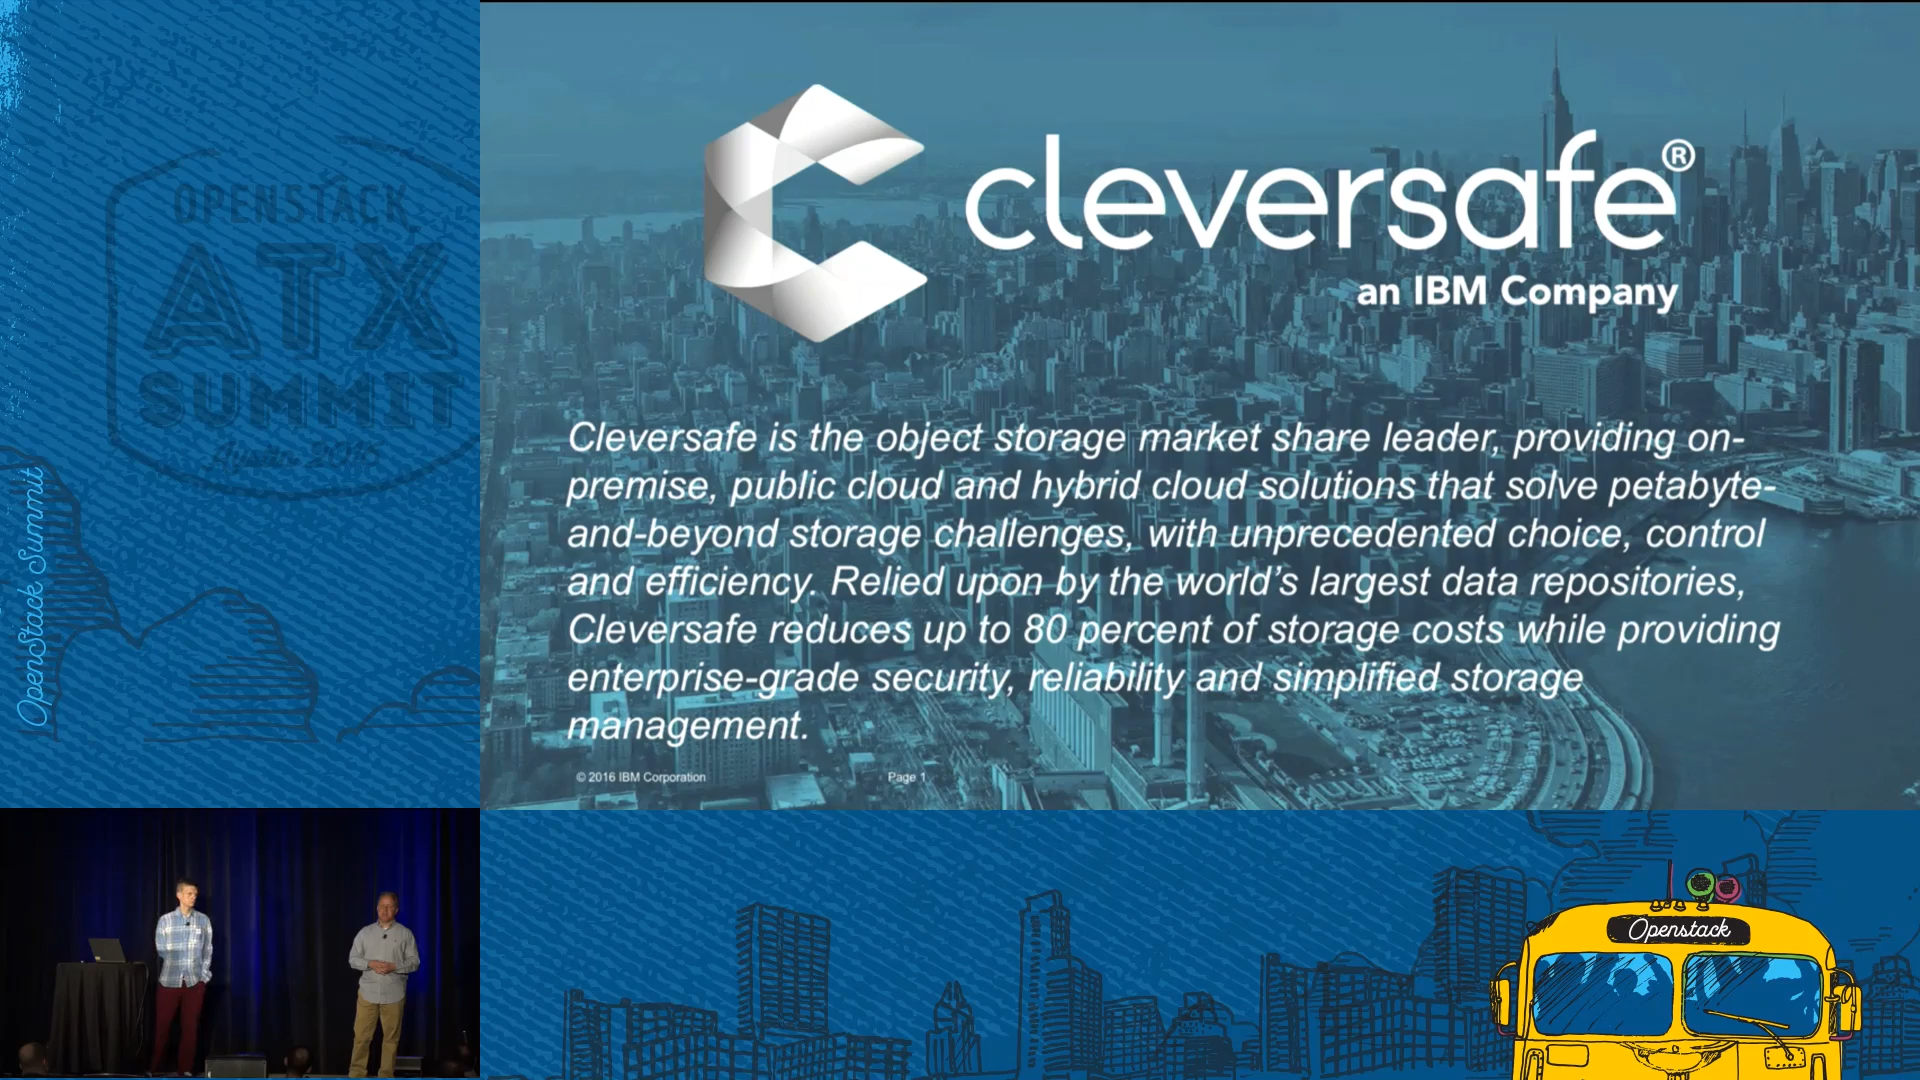 OPENSTACK
ATX
SUMMIT
Austin 2016
OpenStack Summit
cleversafe®
an IBM Company
Cleversafe is the object storage market share leader, providing on-
premise, public cloud and hybrid cloud solutions that solve petabyte-
and-beyond storage challenges, with unprecedented choice, control
and efficiency. Relied upon by the world's largest data repositories,
Cleversafe reduces up to 80 percent of storage costs while providing
enterprise-grade security, reliability and simplified storage
management.
© 2016 IBM Corporation
Page 1
Openstack